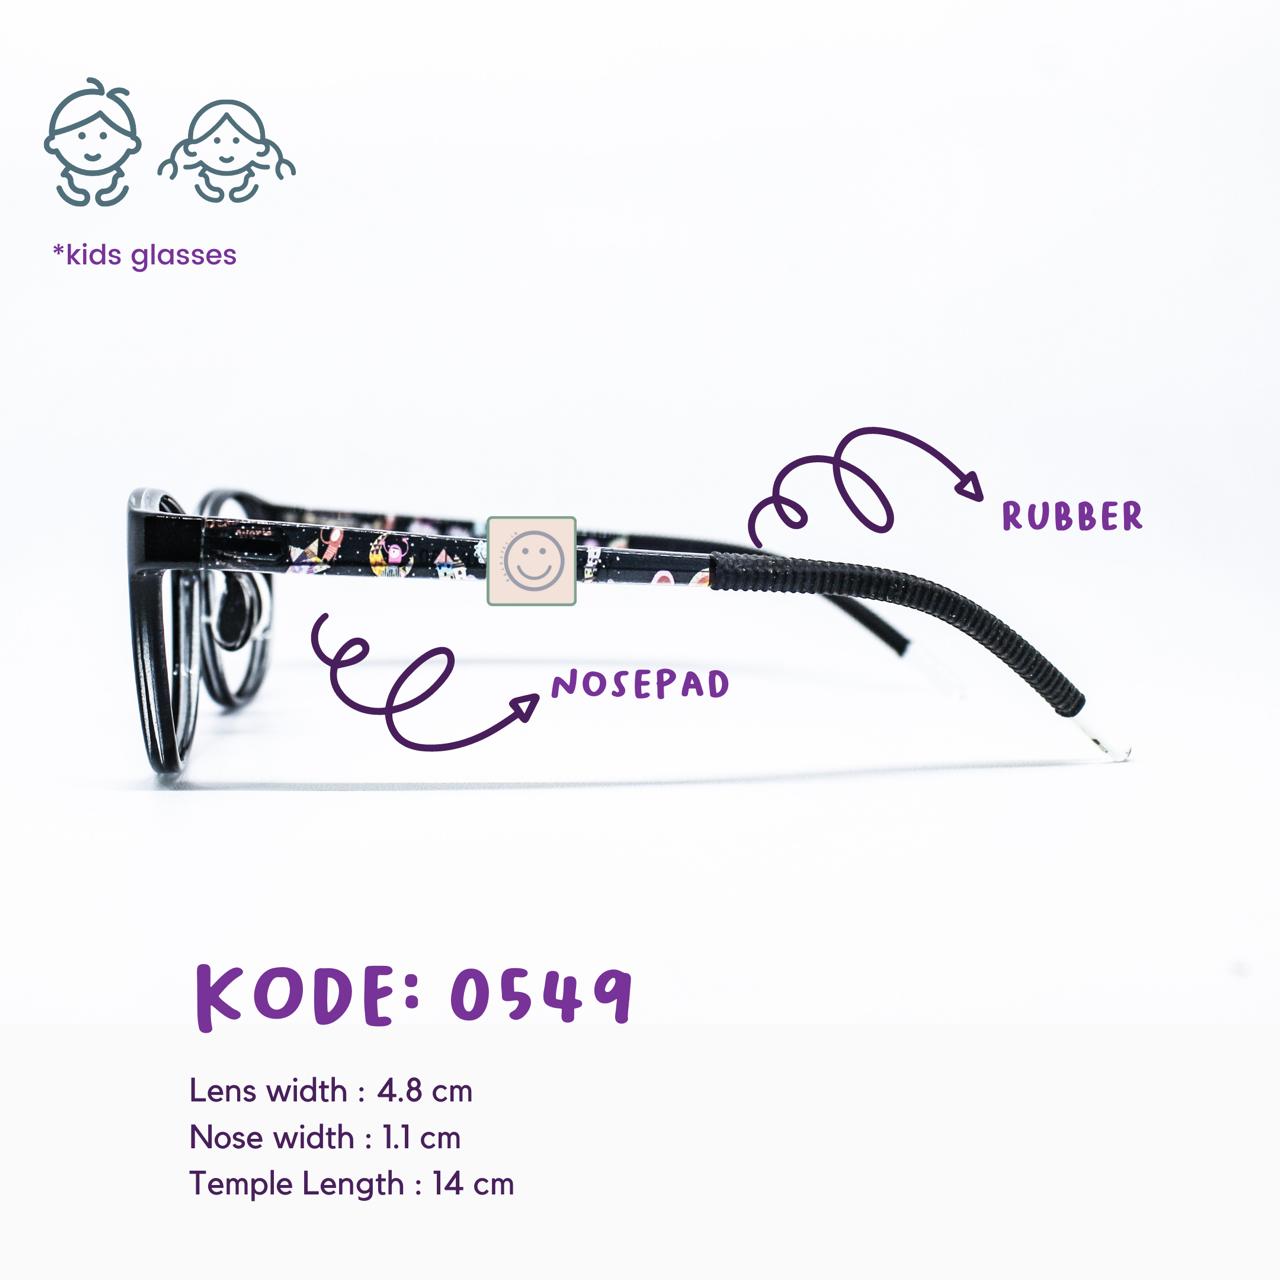 *kids glasses
RUBBER
NOSEPAD
KODE: 0549
Lens width : 4.8 cm
Nose width : 1.1 cm
Temple Length : 14 cm